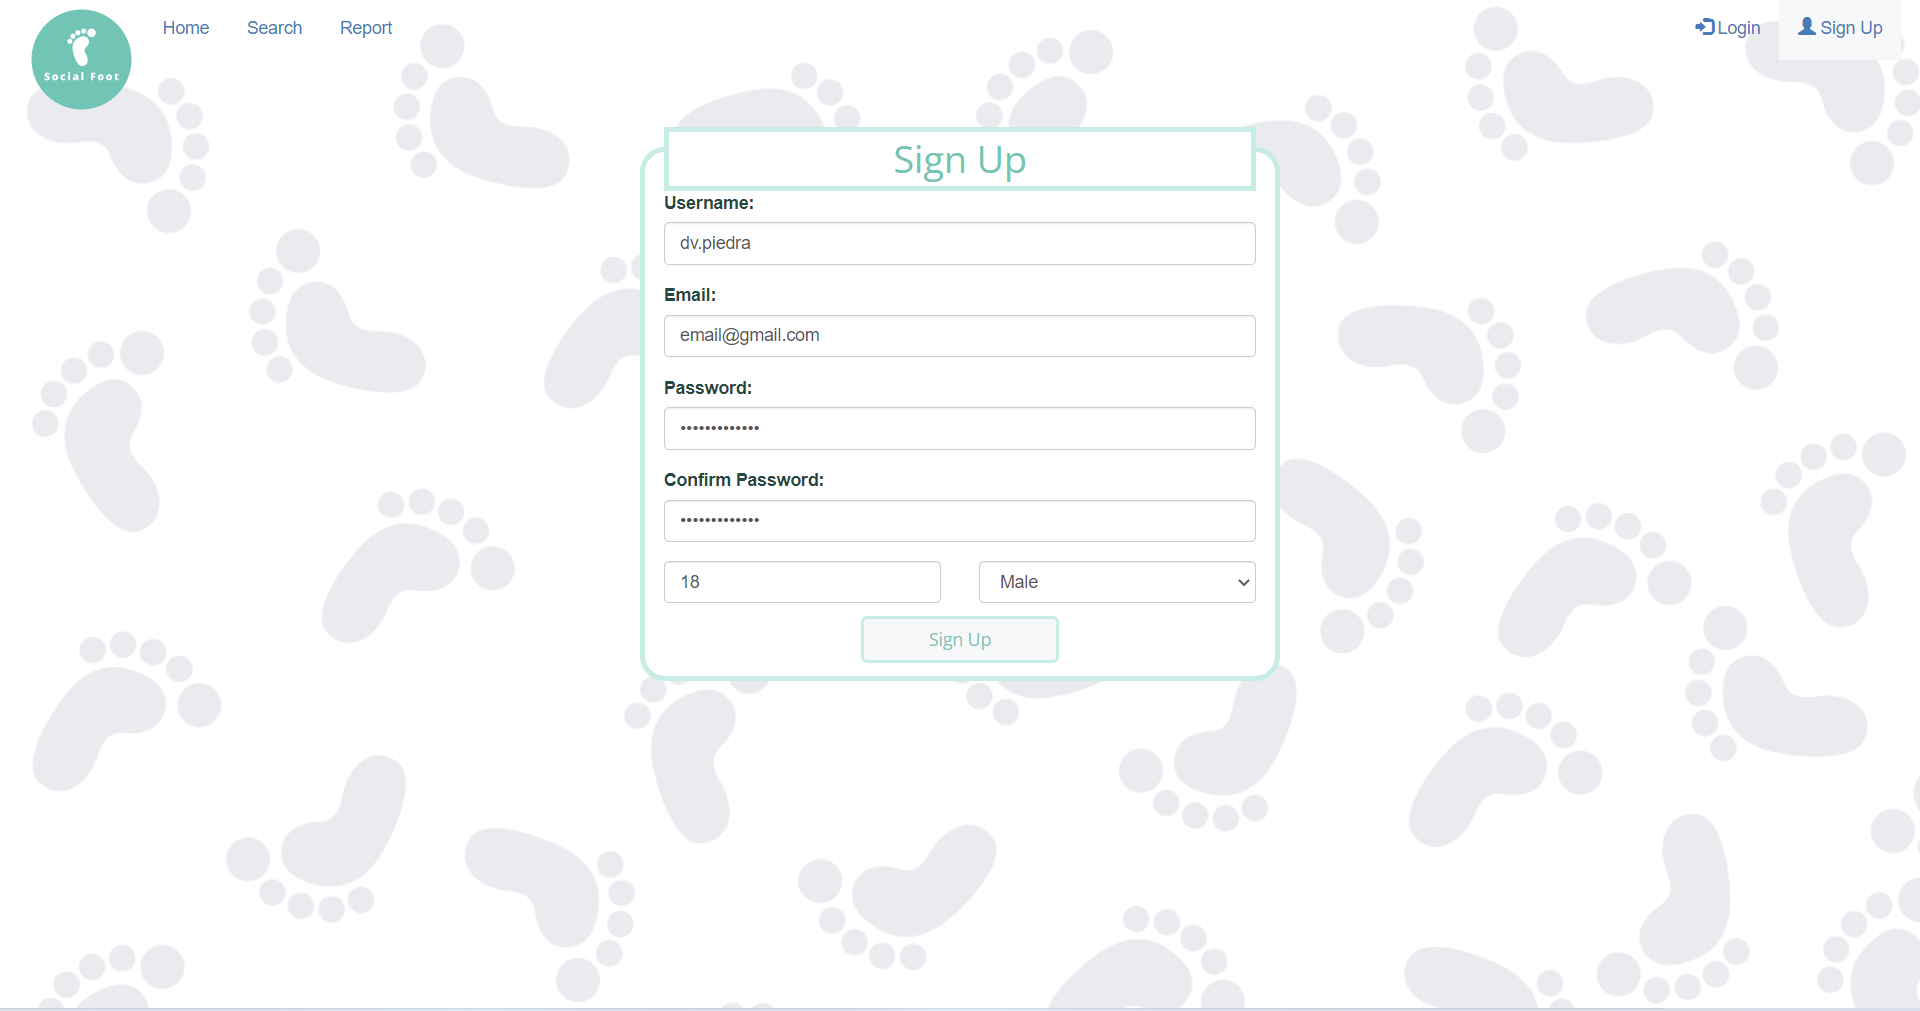 Social Foot
Home Search Report
Login Sign Up
Sign Up
Username:
dv.piedra
Email:
email@gmail.com
Password:
•••••••••••••
Confirm Password:
•••••••••••••
18 Male
Sign Up